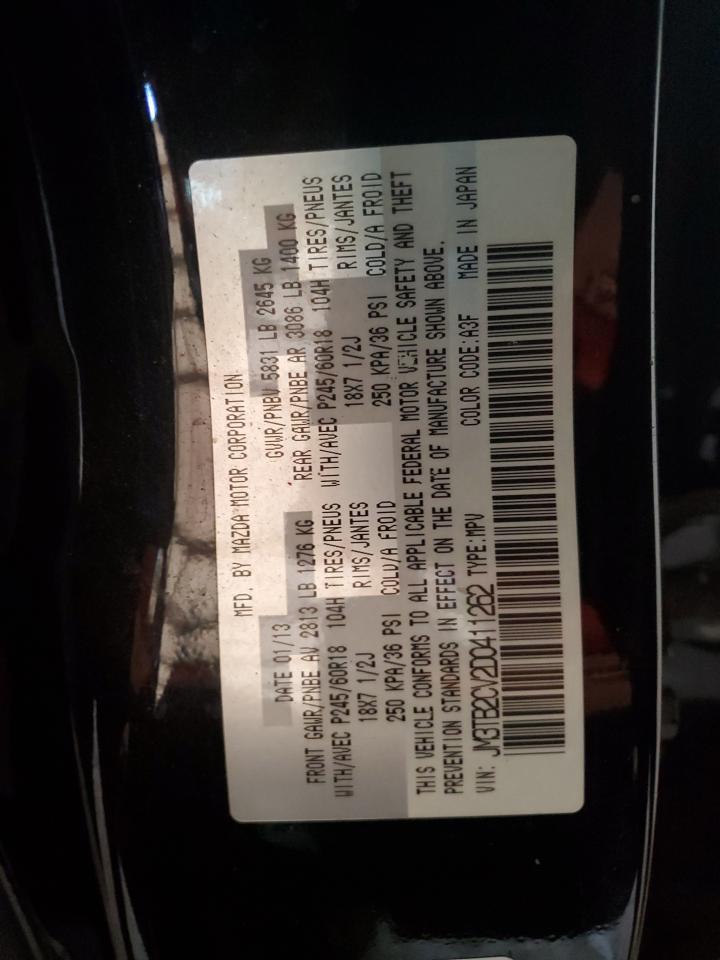 MFD. BY MAZDA MOTOR CORPORATION
DATE 01/13 GVWR/PNBV 5831 LB 2645 KG
FRONT GAWR/PNBE AV 2813 LB 1276 KG REAR GAWR/PNBE AR 3086 LB 1400 KG
WITH/AVEC P245/60R18 104H TIRES/PNEUS WITH/AVEC P245/60R18 104H TIRES/PNEUS
18X7 1/2J RIMS/JANTES 18X7 1/2J RIMS/JANTES
250 KPA/36 PSI COLD/A FROID 250 KPA/36 PSI COLD/A FROID
THIS VEHICLE CONFORMS TO ALL APPLICABLE FEDERAL MOTOR VEHICLE SAFETY AND THEFT
PREVENTION STANDARDS IN EFFECT ON THE DATE OF MANUFACTURE SHOWN ABOVE.
VIN: JM3TB2CV2D0411262 TYPE:MPV COLOR CODE:A3F MADE IN JAPAN